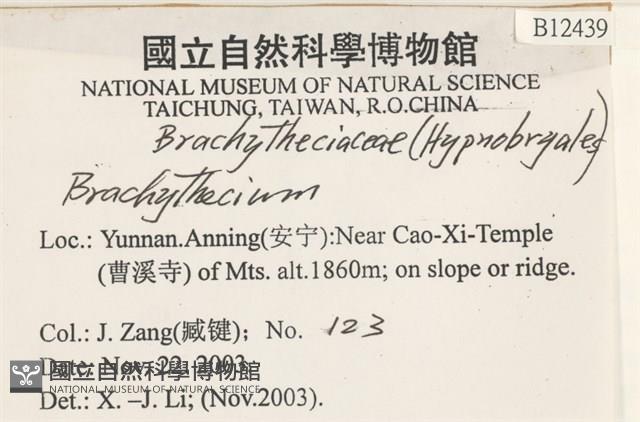 B12439
國立自然科學博物館
NATIONAL MUSEUM OF NATURAL SCIENCE
TAICHUNG, TAIWAN, R.O.CHINA
Brachytheciaceae (Hypnobryales)
Brachythecium
Loc.: Yunnan.Anning(安宁):Near Cao-Xi-Temple
(曹溪寺) of Mts. alt.1860m; on slope or ridge.
Col.: J. Zang(臧键); No. 123
Date: Nov. 22, 2003
國立自然科學博物館
NATIONAL MUSEUM OF NATURAL SCIENCE
Det.: X. –J. Li; (Nov.2003).